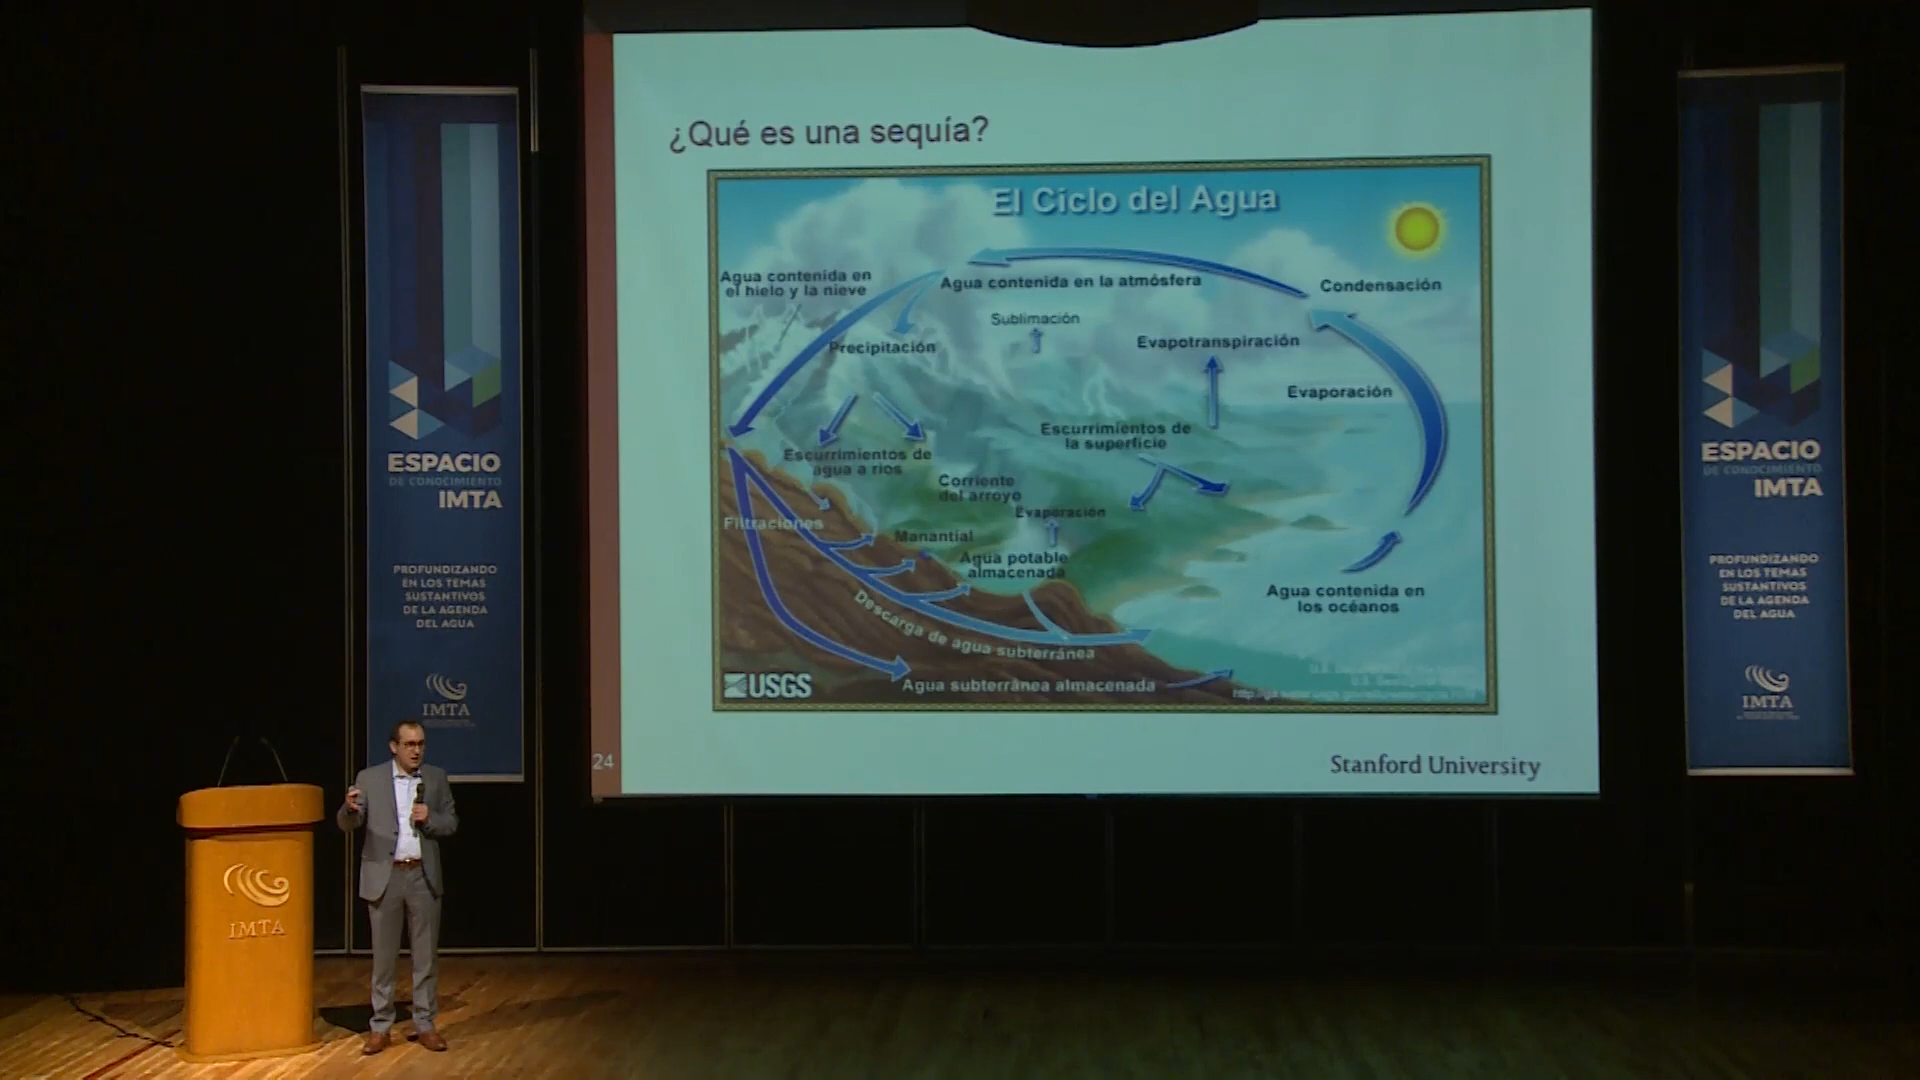 ¿Qué es una sequía?
El Ciclo del Agua
Agua contenida en
el hielo y la nieve
Agua contenida en la atmósfera
Condensación
Sublimación
Precipitación
Evapotranspiración
Evaporación
Escurrimientos de
la superficie
Escurrimientos de
agua a ríos
Corriente
del arroyo
Evaporación
Filtraciones
Manantial
Agua potable
almacenada
Agua contenida en
los océanos
Descarga de agua subterránea
Agua subterránea almacenada
USGS
24
Stanford University
ESPACIO
DE CONOCIMIENTO
IMTA
PROFUNDIZANDO
EN LOS TEMAS
SUSTANTIVOS
DE LA AGENDA
DEL AGUA
IMTA
IMTA
ESPACIO
DE CONOCIMIENTO
IMTA
PROFUNDIZANDO
EN LOS TEMAS
SUSTANTIVOS
DE LA AGENDA
DEL AGUA
IMTA